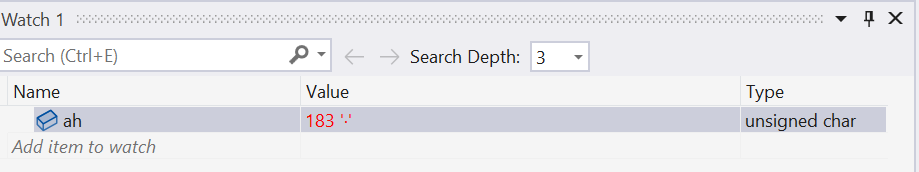 Watch 1
Search (Ctrl+E) Search Depth: 3
Name Value Type
ah 183 '·' unsigned char
Add item to watch